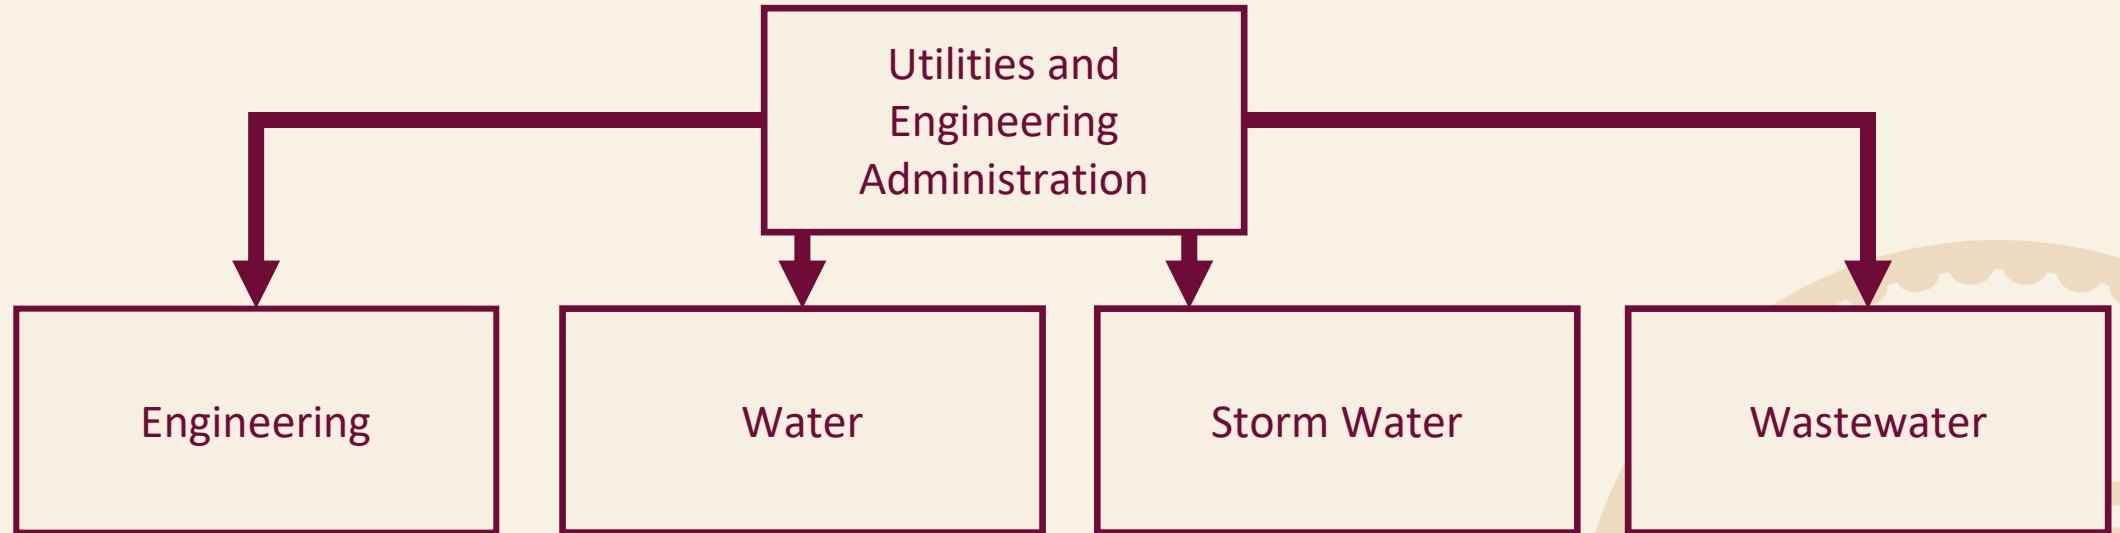 Utilities and
Engineering
Administration
Engineering
Water
Storm Water
Wastewater